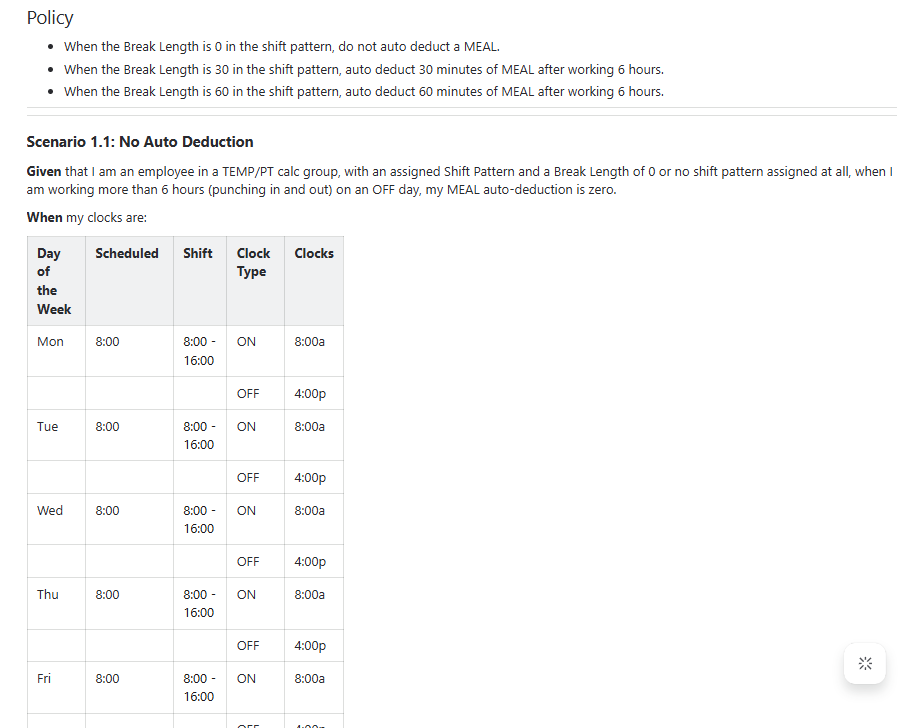 Policy
When the Break Length is 0 in the shift pattern, do not auto deduct a MEAL.
When the Break Length is 30 in the shift pattern, auto deduct 30 minutes of MEAL after working 6 hours.
When the Break Length is 60 in the shift pattern, auto deduct 60 minutes of MEAL after working 6 hours.
Scenario 1.1: No Auto Deduction
Given that I am an employee in a TEMP/PT calc group, with an assigned Shift Pattern and a Break Length of 0 or no shift pattern assigned at all, when I
am working more than 6 hours (punching in and out) on an OFF day, my MEAL auto-deduction is zero.
When my clocks are:
Day of the Week Scheduled Shift Clock Type Clocks
Mon 8:00 8:00 - 16:00 ON 8:00a
OFF 4:00p
Tue 8:00 8:00 - 16:00 ON 8:00a
OFF 4:00p
Wed 8:00 8:00 - 16:00 ON 8:00a
OFF 4:00p
Thu 8:00 8:00 - 16:00 ON 8:00a
OFF 4:00p
Fri 8:00 8:00 - 16:00 ON 8:00a